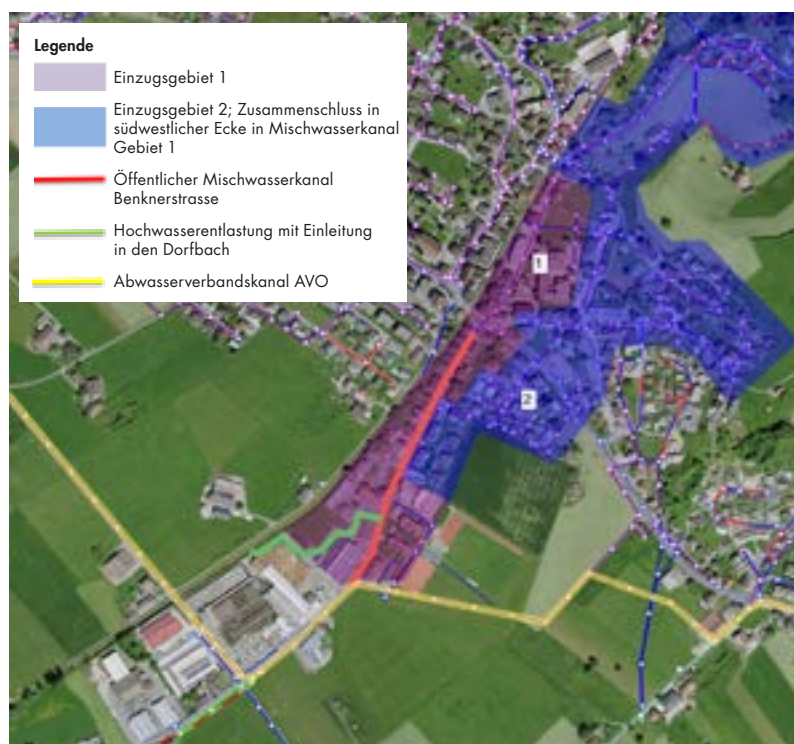 Legende
Einzugsgebiet 1
Einzugsgebiet 2; Zusammenschluss in
südwestlicher Ecke in Mischwasserkanal
Gebiet 1
Öffentlicher Mischwasserkanal
Benknerstrasse
Hochwasserentlastung mit Einleitung
in den Dorfbach
Abwasserverbandskanal AVO
1
2